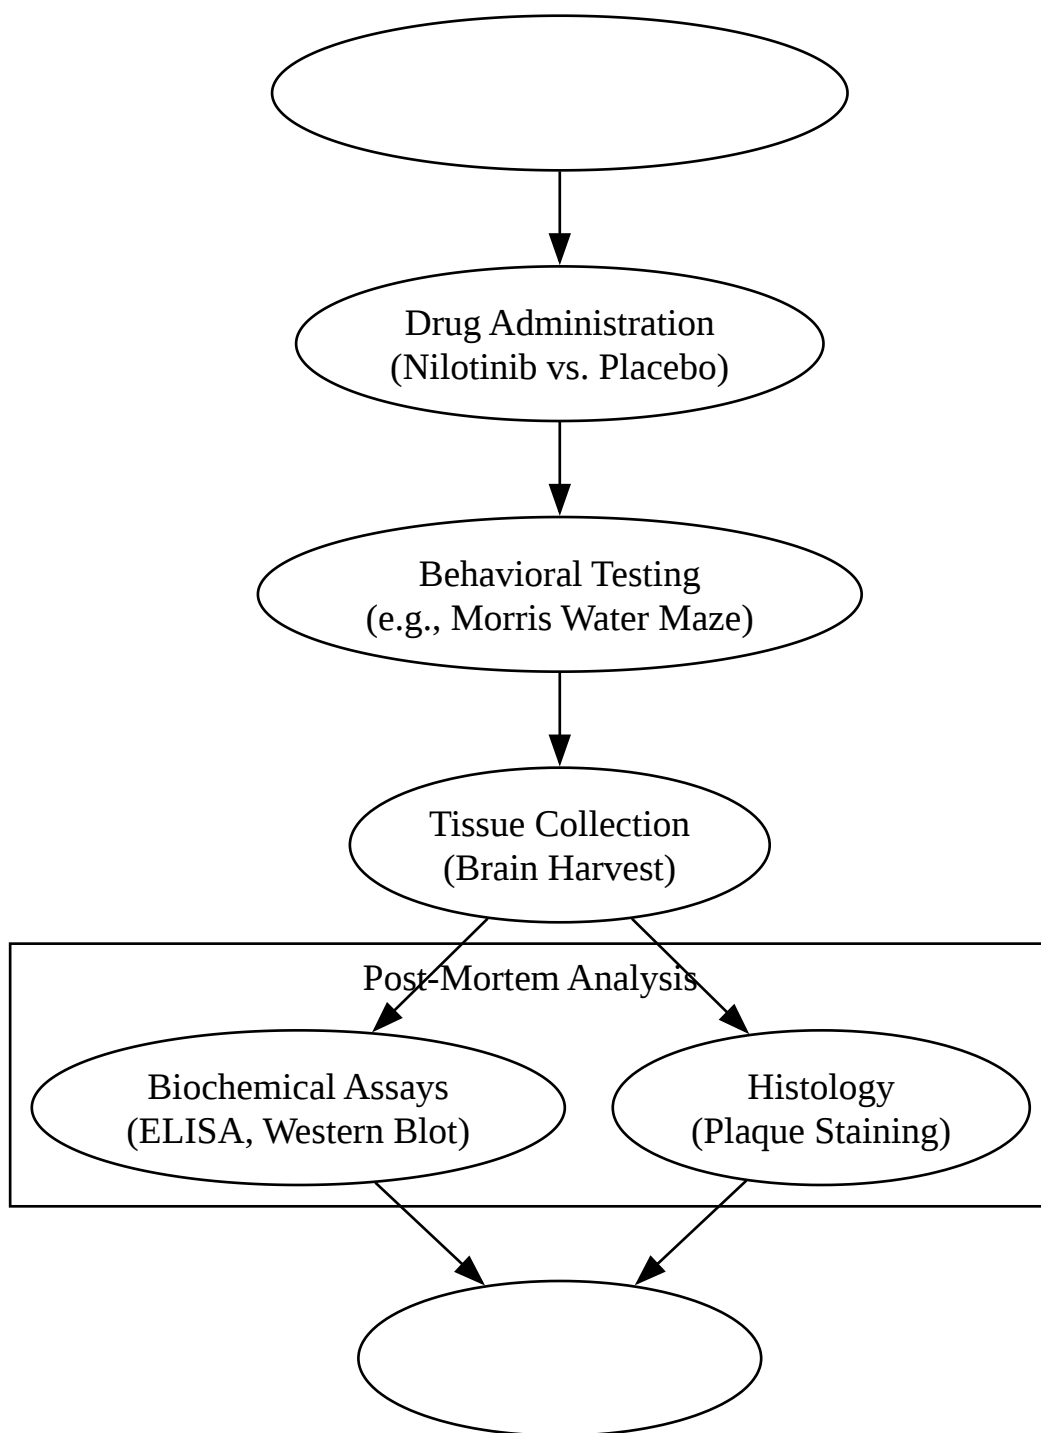 Drug Administration
(Nilotinib vs. Placebo)
Behavioral Testing
(e.g., Morris Water Maze)
Tissue Collection
(Brain Harvest)
Post-Mortem Analysis
Biochemical Assays
(ELISA, Western Blot)
Histology
(Plaque Staining)